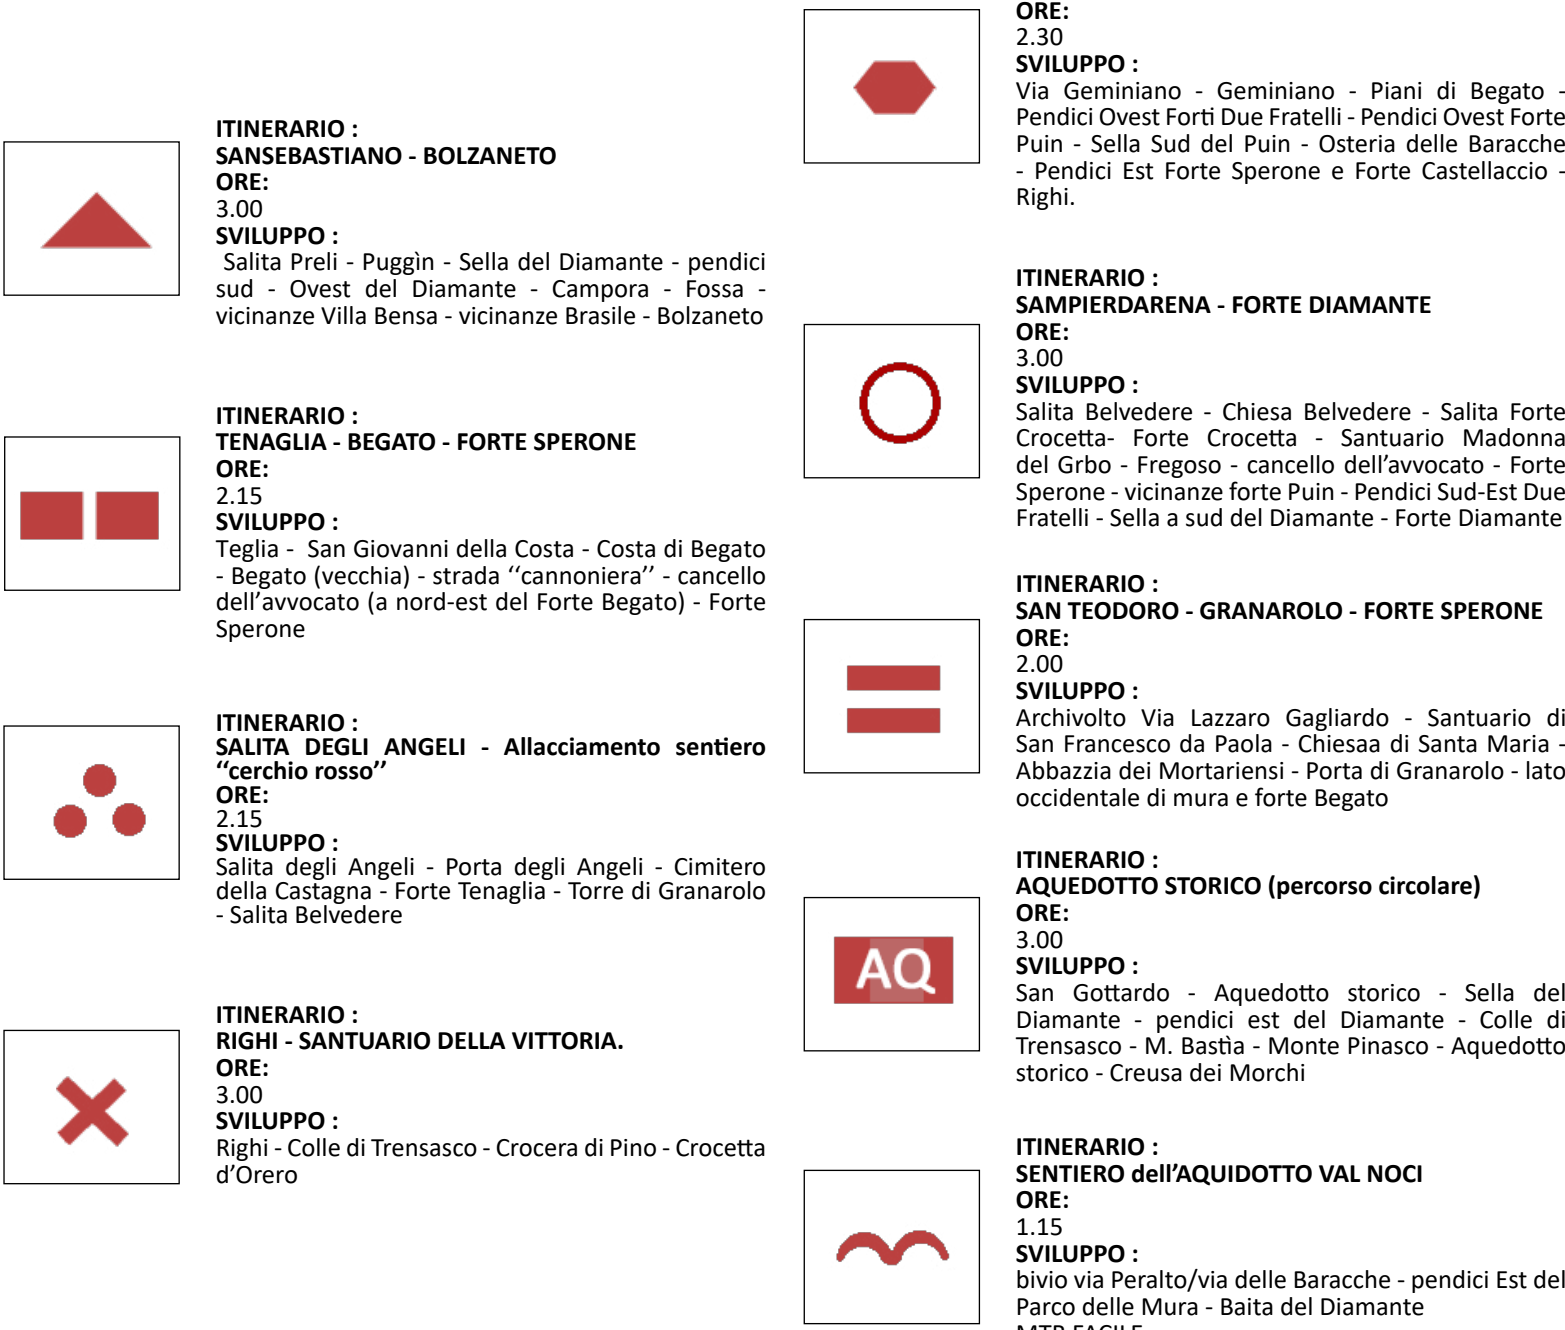 ITINERARIO :
SANSEBASTIANO - BOLZANETO
ORE:
3.00
SVILUPPO :
Salita Preli - Puggìn - Sella del Diamante - pendici
sud - Ovest del Diamante - Campora - Fossa -
vicinanze Villa Bensa - vicinanze Brasile - Bolzaneto
ITINERARIO :
TENAGLIA - BEGATO - FORTE SPERONE
ORE:
2.15
SVILUPPO :
Teglia - San Giovanni della Costa - Costa di Begato
- Begato (vecchia) - strada ‘‘cannoniera’’ - cancello
dell’avvocato (a nord-est del Forte Begato) - Forte
Sperone
ITINERARIO :
SALITA DEGLI ANGELI - Allacciamento sentiero
‘‘cerchio rosso’’
ORE:
2.15
SVILUPPO :
Salita degli Angeli - Porta degli Angeli - Cimitero
della Castagna - Forte Tenaglia - Torre di Granarolo
- Salita Belvedere
ITINERARIO :
RIGHI - SANTUARIO DELLA VITTORIA.
ORE:
3.00
SVILUPPO :
Righi - Colle di Trensasco - Crocera di Pino - Crocetta
d’Orero
ORE:
2.30
SVILUPPO :
Via Geminiano - Geminiano - Piani di Begato -
Pendici Ovest Forti Due Fratelli - Pendici Ovest Forte
Puin - Sella Sud del Puin - Osteria delle Baracche
- Pendici Est Forte Sperone e Forte Castellaccio -
Righi.
ITINERARIO :
SAMPIERDARENA - FORTE DIAMANTE
ORE:
3.00
SVILUPPO :
Salita Belvedere - Chiesa Belvedere - Salita Forte
Crocetta- Forte Crocetta - Santuario Madonna
del Grbo - Fregoso - cancello dell’avvocato - Forte
Sperone - vicinanze forte Puin - Pendici Sud-Est Due
Fratelli - Sella a sud del Diamante - Forte Diamante
ITINERARIO :
SAN TEODORO - GRANAROLO - FORTE SPERONE
ORE:
2.00
SVILUPPO :
Archivolto Via Lazzaro Gagliardo - Santuario di
San Francesco da Paola - Chiesaa di Santa Maria -
Abbazzia dei Mortariensi - Porta di Granarolo - lato
occidentale di mura e forte Begato
AQ
ITINERARIO :
AQUEDOTTO STORICO (percorso circolare)
ORE:
3.00
SVILUPPO :
San Gottardo - Aquedotto storico - Sella del
Diamante - pendici est del Diamante - Colle di
Trensasco - M. Bastìa - Monte Pinasco - Aquedotto
storico - Creusa dei Morchi
ITINERARIO :
SENTIERO dell’AQUIDOTTO VAL NOCI
ORE:
1.15
SVILUPPO :
bivio via Peralto/via delle Baracche - pendici Est del
Parco delle Mura - Baita del Diamante
MTB FACILE